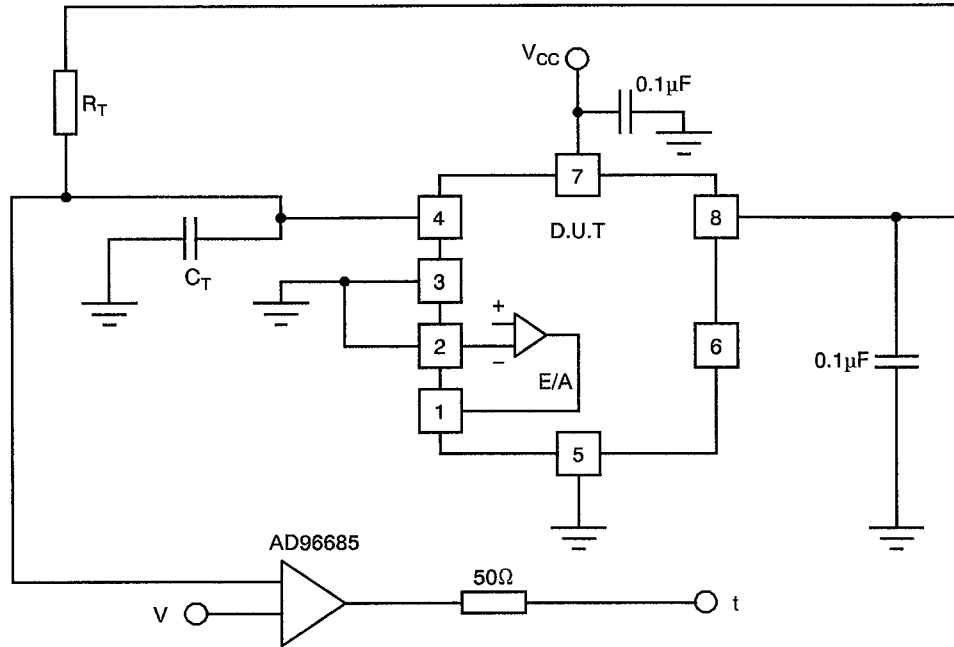 V_CC
0.1µF
R_T
7
4
8
D.U.T
C_T
3
+
2
6
−
0.1µF
E/A
1
5
AD96685
50Ω
V
t